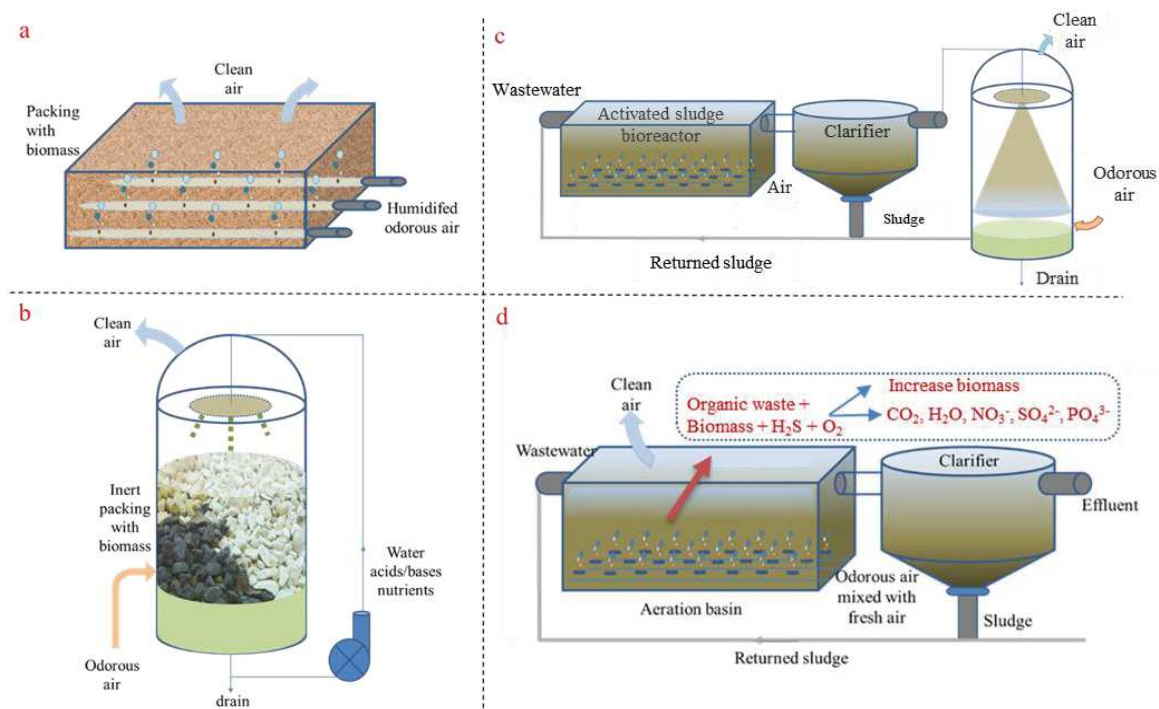 a
Clean
air
Packing
with
biomass
Humidifed
odorous air
b
Clean
air
Inert
packing
with
biomass
Odorous
air
Water
acids/bases
nutrients
drain
c
Clean
air
Wastewater
Activated sludge
bioreactor
Clarifier
Air
Sludge
Odorous
air
Returned sludge
Drain
d
Clean
air
Organic waste +
Biomass + H₂S + O₂
Increase biomass
CO₂, H₂O, NO₃⁻, SO₄²⁻, PO₄³⁻
Wastewater
Clarifier
Effluent
Odorous air
mixed with
fresh air
Aeration basin
Sludge
Returned sludge